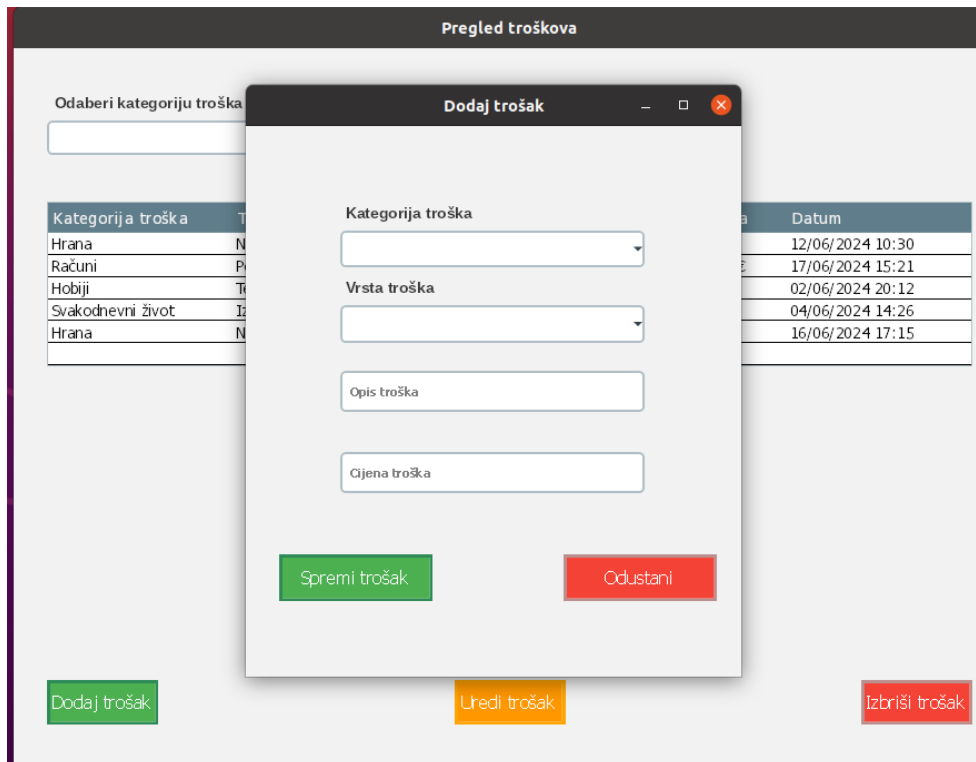 Pregled troškova
Odaberi kategoriju troška
Dodaj trošak
Kategorija troška
Datum
Hrana
12/06/2024 10:30
Računi
17/06/2024 15:21
Hobiji
02/06/2024 20:12
Svakodnevni život
04/06/2024 14:26
Hrana
16/06/2024 17:15
Kategorija troška
Vrsta troška
Opis troška
Cijena troška
Spremi trošak
Odustani
Dodaj trošak
Uredi trošak
Izbriši trošak